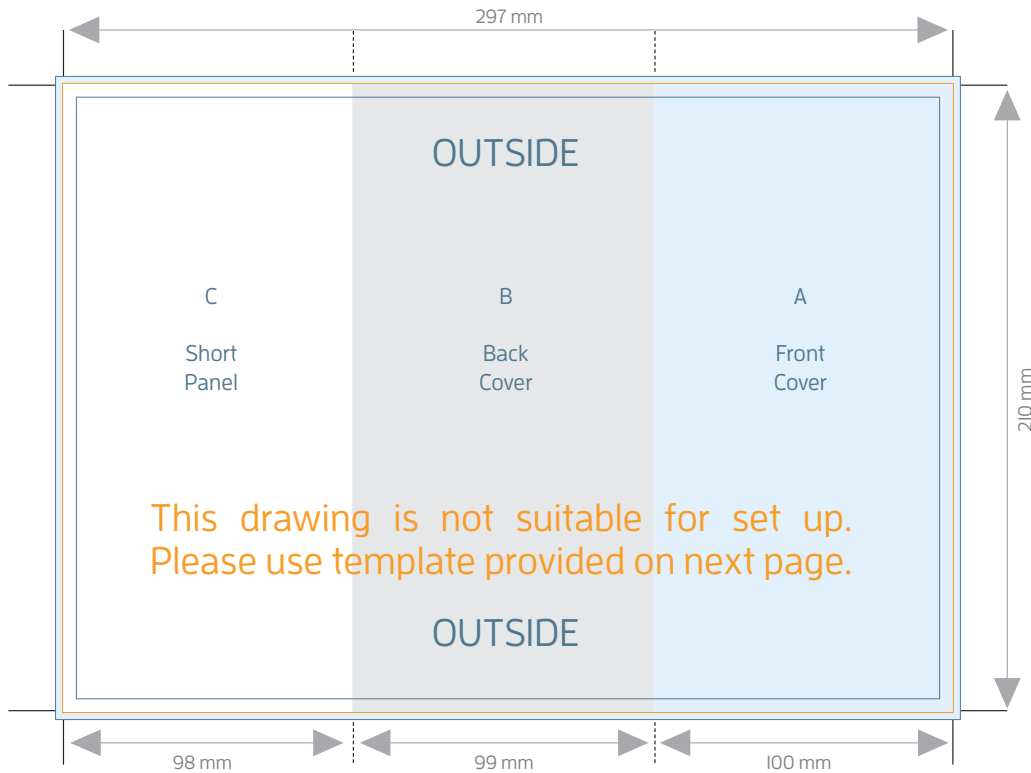 297 mm
OUTSIDE
C
Short
Panel
B
Back
Cover
A
Front
Cover
210 mm
This drawing is not suitable for set up.
Please use template provided on next page.
OUTSIDE
98 mm
99 mm
100 mm